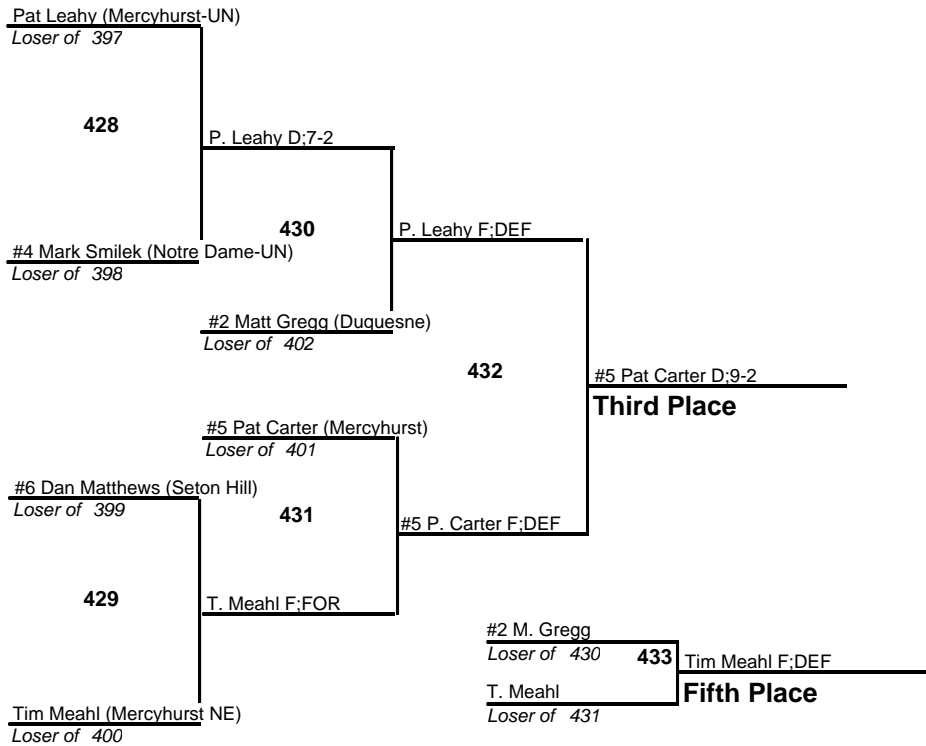 Pat Leahy (Mercyhurst-UN)
Loser of 397
428
P. Leahy D;7-2
430
P. Leahy F;DEF
#4 Mark Smilek (Notre Dame-UN)
Loser of 398
#2 Matt Gregg (Duquesne)
Loser of 402
432
#5 Pat Carter D;9-2
Third Place
#5 Pat Carter (Mercyhurst)
Loser of 401
#6 Dan Matthews (Seton Hill)
Loser of 399
431
#5 P. Carter F;DEF
429
T. Meahl F;FOR
#2 M. Gregg
Loser of 430
433
Tim Meahl F;DEF
Fifth Place
T. Meahl
Loser of 431
Tim Meahl (Mercyhurst NE)
Loser of 400